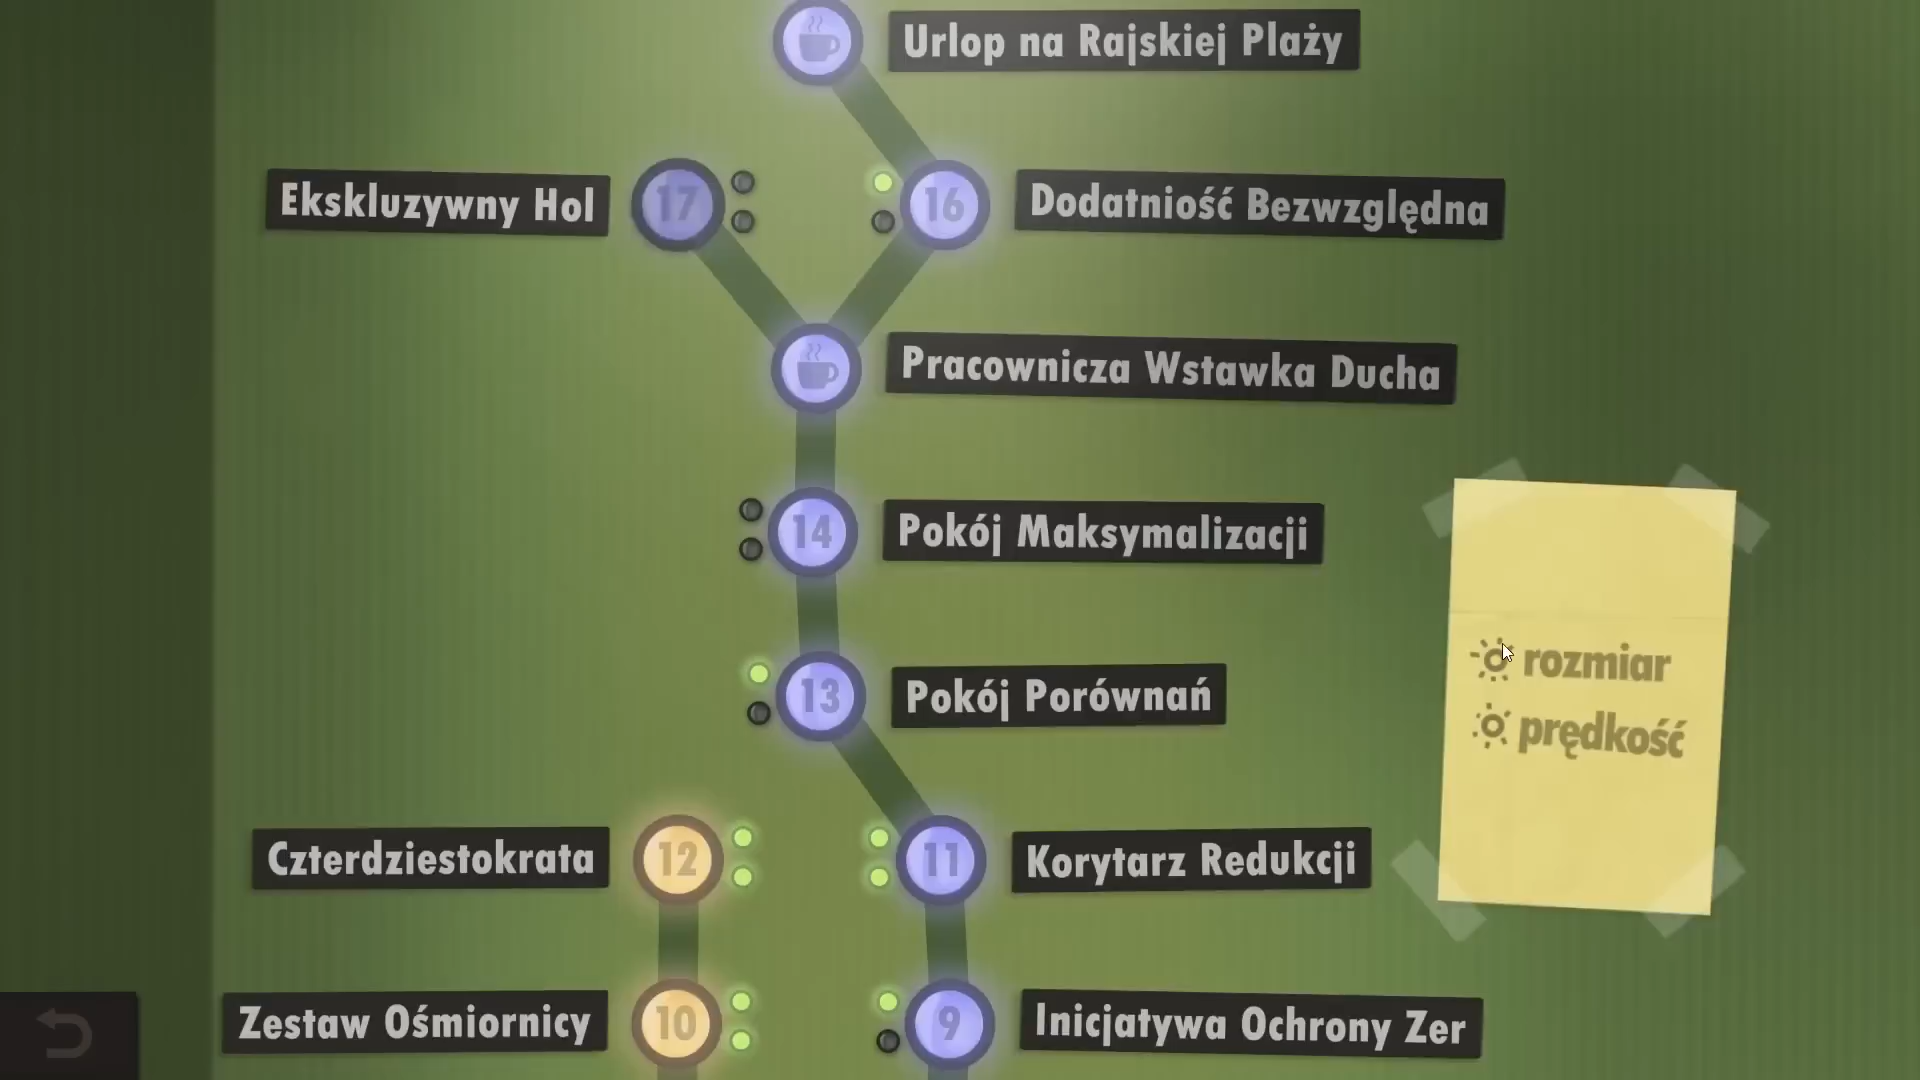 Urlop na Rajskiej Plaży
Ekskluzywny Hol
17
16
Dodatniość Bezwzględna
Pracownicza Wstawka Ducha
14
Pokój Maksymalizacji
13
Pokój Porównań
rozmiar
prędkość
Czterdziestokrata
12
11
Korytarz Redukcji
Zestaw Ośmiornicy
10
9
Inicjatywa Ochrony Zer